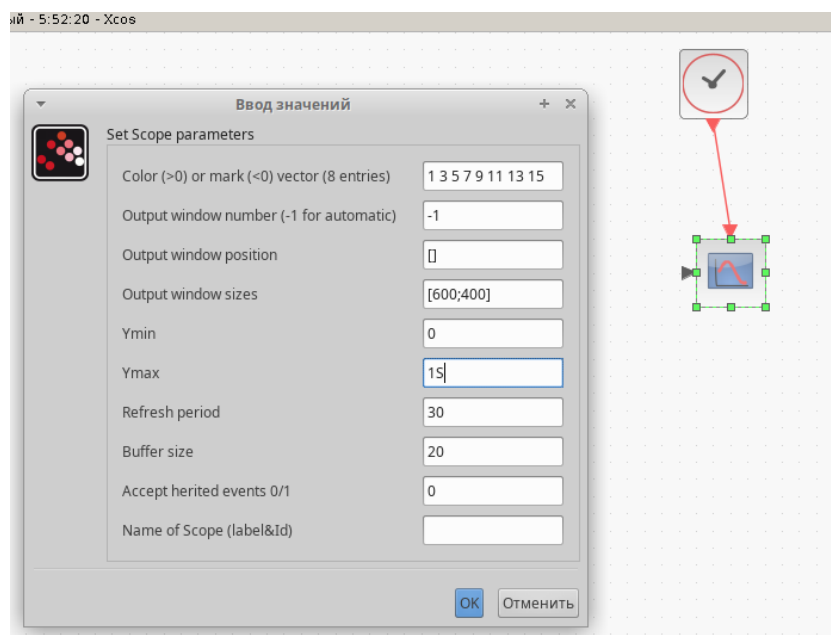 ый - 5:52:20 - Xcos
Ввод значений
Set Scope parameters
Color (>0) or mark (<0) vector (8 entries) 1 3 5 7 9 11 13 15
Output window number (-1 for automatic) -1
Output window position []
Output window sizes [600;400]
Ymin 0
Ymax 1S
Refresh period 30
Buffer size 20
Accept herited events 0/1 0
Name of Scope (label&Id)
OK Отменить